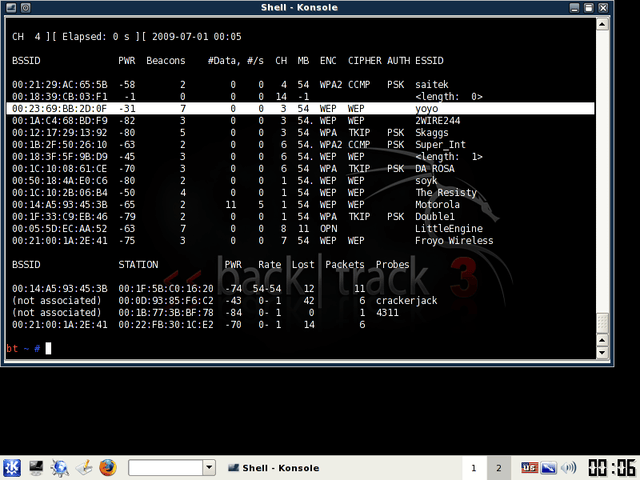 Shell - Konsole
CH 4 ][ Elapsed: 0 s ][ 2009-07-01 00:05
BSSID PWR Beacons #Data, #/s CH MB ENC CIPHER AUTH ESSID
00:21:29:AC:65:5B -58 2 0 0 4 54 WPA2 CCMP PSK saitek
00:18:39:CB:03:F1 -1 0 0 0 14 -1 <length: 0>
00:23:69:BB:2D:0F -31 7 0 0 3 54 WEP WEP yoyo
00:1A:C4:68:BD:F9 -82 3 0 0 3 54. WEP WEP 2WIRE244
00:12:17:29:13:92 -80 5 0 0 3 54 WPA TKIP PSK Skaggs
00:1B:2F:50:26:10 -63 2 0 0 6 54. WPA2 CCMP PSK Super_Int
00:18:3F:5F:9B:D9 -45 3 0 0 6 54. WEP WEP <length: 1>
00:1C:10:08:61:CE -70 3 0 0 6 54 WPA TKIP PSK DA ROSA
00:50:18:4A:E0:C6 -80 2 0 0 1 54 WEP WEP soyk
00:1C:10:2B:06:B4 -50 4 0 0 1 54 WEP WEP The Resisty
00:14:A5:93:45:3B -65 2 11 5 1 54. WEP WEP Motorola
00:1F:33:C9:EB:46 -79 2 0 0 1 54 WPA TKIP PSK Double1
00:05:5D:EC:AA:52 -63 7 0 0 8 11 OPN LittleEngine
00:21:00:1A:2E:41 -75 3 0 0 7 54 WEP WEP Froyo Wireless
BSSID STATION PWR Rate Lost Packets Probes
00:14:A5:93:45:3B 00:1F:5B:C0:16:20 -74 54-54 12 11
(not associated) 00:0D:93:85:F6:C2 -43 0- 1 42 6 crackerjack
(not associated) 00:1B:77:3B:BF:78 -84 0- 1 0 1 4311
00:21:00:1A:2E:41 00:22:FB:30:1C:E2 -70 0- 1 14 6
<< back | track 3
bt ~ #
Shell - Konsole 1 2 us 00:06